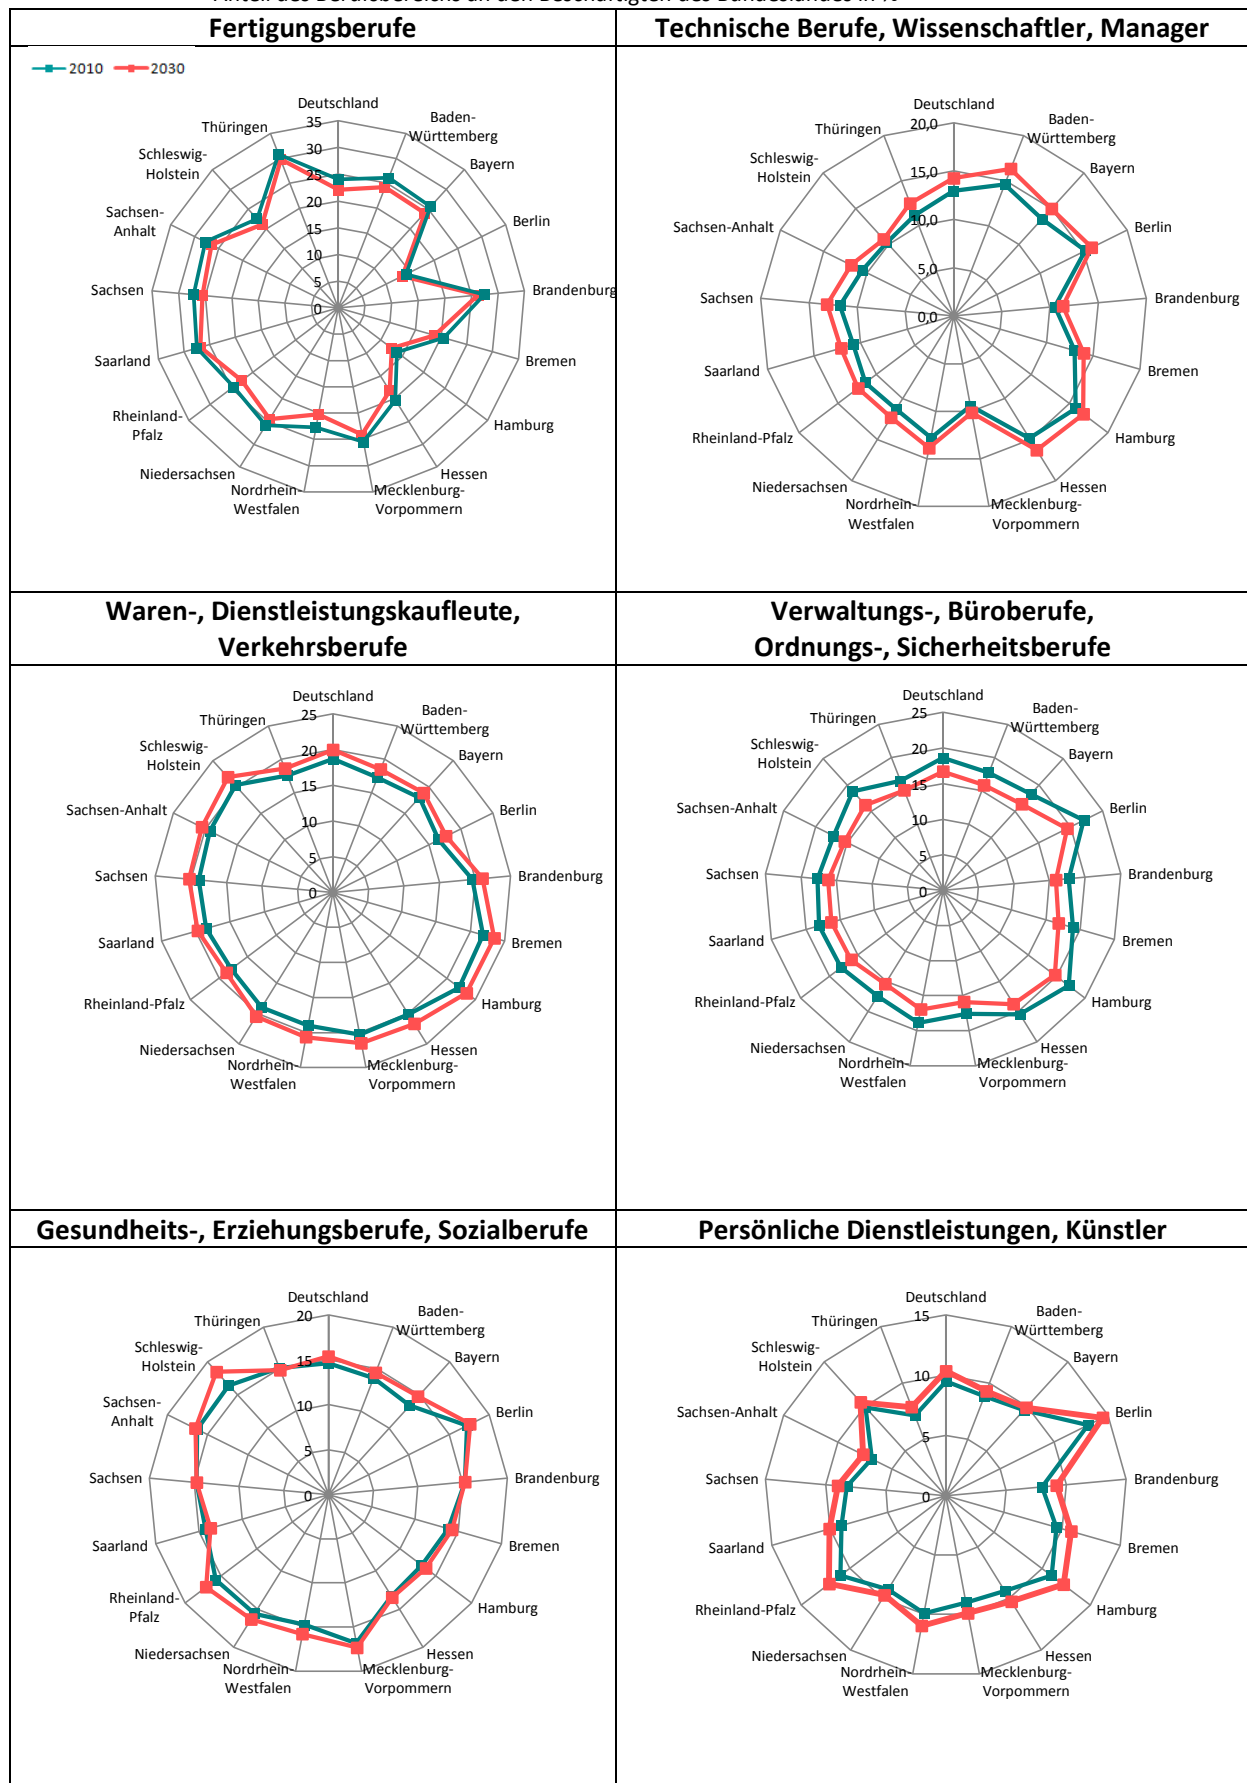 Anteil des Berufsbereichs an den Beschäftigten des Bundeslandes in %
Fertigungsberufe
2010
2030
Deutschland
Baden-
Württemberg
Bayern
Berlin
Brandenburg
Bremen
Hamburg
Hessen
Mecklenburg-
Vorpommern
Nordrhein-
Westfalen
Niedersachsen
Rheinland-
Pfalz
Saarland
Sachsen
Sachsen-
Anhalt
Schleswig-
Holstein
Thüringen
35
30
25
20
15
10
5
0
Technische Berufe, Wissenschaftler, Manager
Deutschland
Baden-
Württemberg
Bayern
Berlin
Brandenburg
Bremen
Hamburg
Hessen
Mecklenburg-
Vorpommern
Nordrhein-
Westfalen
Niedersachsen
Rheinland-Pfalz
Saarland
Sachsen
Sachsen-Anhalt
Schleswig-
Holstein
Thüringen
20,0
15,0
10,0
5,0
0,0
Waren-, Dienstleistungskaufleute,
Verkehrsberufe
Deutschland
Baden-
Württemberg
Bayern
Berlin
Brandenburg
Bremen
Hamburg
Hessen
Mecklenburg-
Vorpommern
Nordrhein-
Westfalen
Niedersachsen
Rheinland-Pfalz
Saarland
Sachsen
Sachsen-Anhalt
Schleswig-
Holstein
Thüringen
25
20
15
10
5
0
Verwaltungs-, Büroberufe,
Ordnungs-, Sicherheitsberufe
Deutschland
Baden-
Württemberg
Bayern
Berlin
Brandenburg
Bremen
Hamburg
Hessen
Mecklenburg-
Vorpommern
Nordrhein-
Westfalen
Niedersachsen
Rheinland-Pfalz
Saarland
Sachsen
Sachsen-Anhalt
Schleswig-
Holstein
Thüringen
25
20
15
10
5
0
Gesundheits-, Erziehungsberufe, Sozialberufe
Deutschland
Baden-
Württemberg
Bayern
Berlin
Brandenburg
Bremen
Hamburg
Hessen
Mecklenburg-
Vorpommern
Nordrhein-
Westfalen
Niedersachsen
Rheinland-
Pfalz
Saarland
Sachsen
Sachsen-
Anhalt
Schleswig-
Holstein
Thüringen
20
15
10
5
0
Persönliche Dienstleistungen, Künstler
Deutschland
Baden-
Württemberg
Bayern
Berlin
Brandenburg
Bremen
Hamburg
Hessen
Mecklenburg-
Vorpommern
Nordrhein-
Westfalen
Niedersachsen
Rheinland-Pfalz
Saarland
Sachsen
Sachsen-Anhalt
Schleswig-
Holstein
Thüringen
15
10
5
0